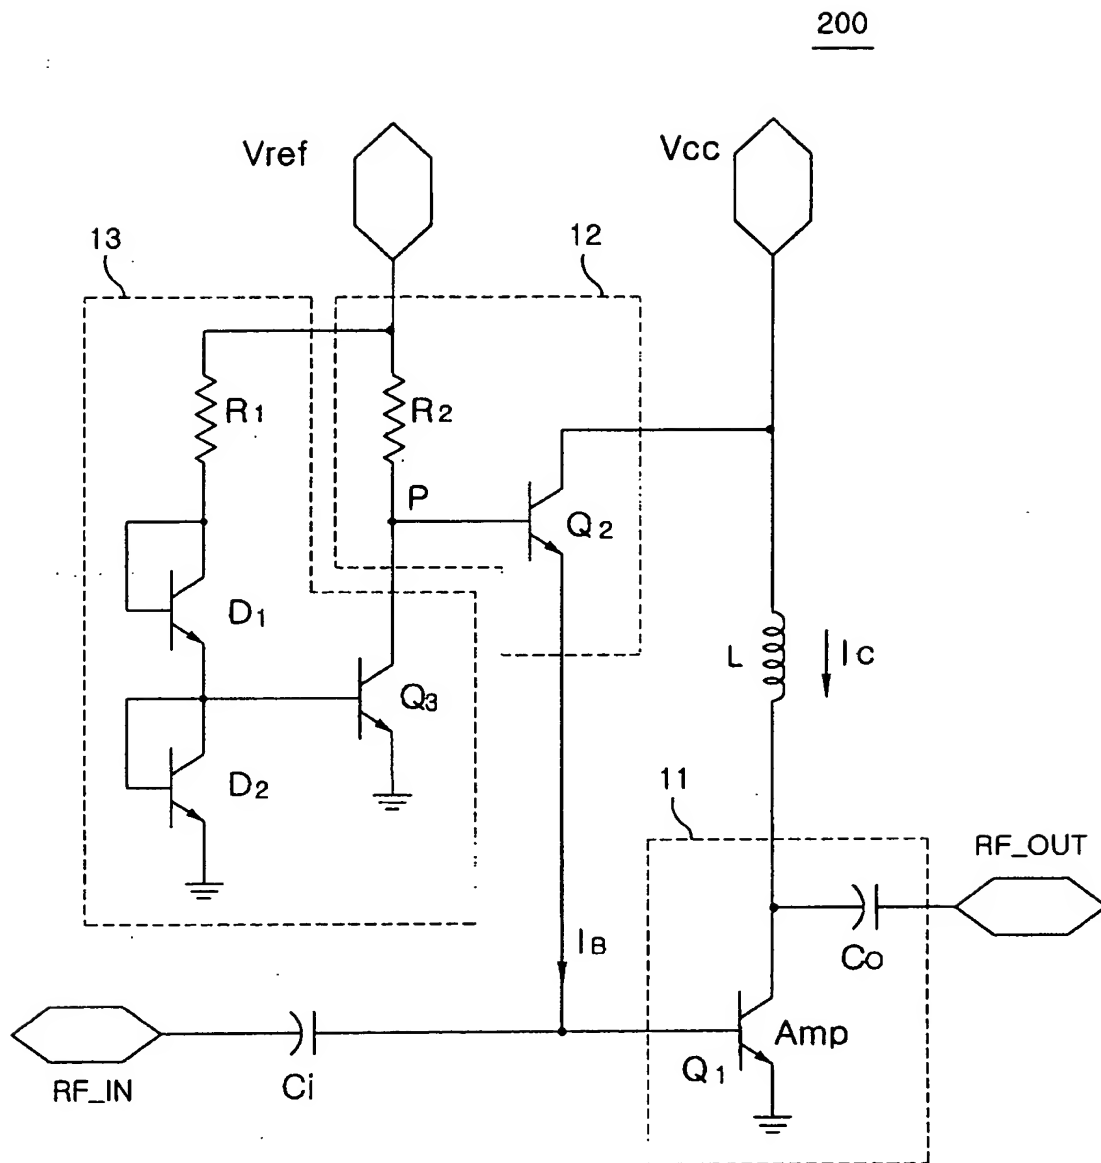 200
Vref
Vcc
13
12
R1
R2
P
Q2
D1
L
Ic
Q3
D2
11
RF_OUT
IB
Co
Amp
Q1
RF_IN
Ci